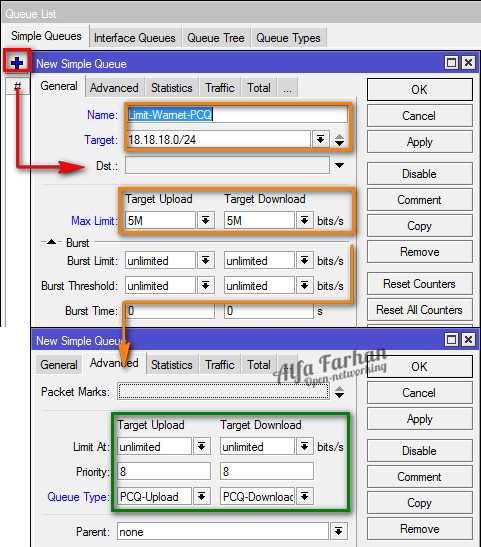 Queue List
Simple Queues Interface Queues Queue Tree Queue Types
#
New Simple Queue
General Advanced Statistics Traffic Total ...
OK
Name: Limit-Warnet-PCQ
Cancel
Target: 18.18.18.0/24
Apply
Dst.:
Disable
Target Upload Target Download
Comment
Max Limit: 5M 5M bits/s
Copy
Burst
Remove
Burst Limit: unlimited unlimited bits/s
Burst Threshold: unlimited unlimited bits/s
Reset Counters
Burst Time: 0 0 s
Reset All Counters
New Simple Queue
General Advanced Statistics Traffic Total ...
OK
Alfa Farhan
Open-networking
Packet Marks:
Cancel
Apply
Target Upload Target Download
Limit At: unlimited unlimited bits/s
Disable
Priority: 8 8
Comment
Queue Type: PCQ-Upload PCQ-Download
Copy
Parent: none
Remove